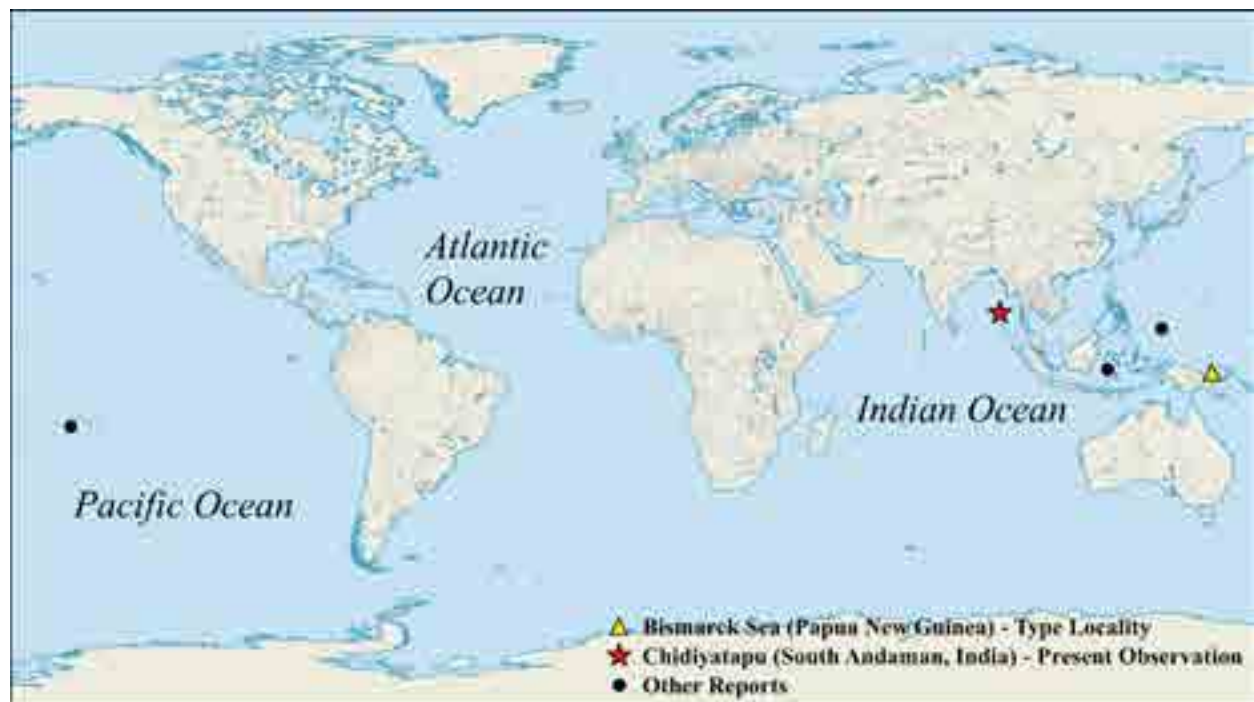 Atlantic
Ocean
Indian Ocean
Pacific Ocean
Bismarck Sea (Papua New Guinea) - Type Locality
Chidiyatapu (South Andaman, India) - Present Observation
Other Reports